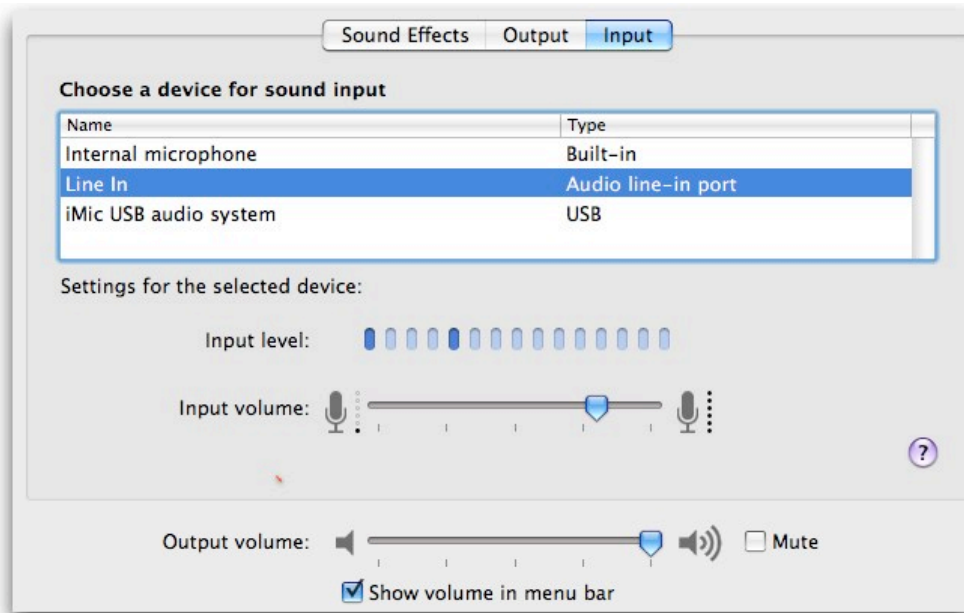 Sound Effects Output Input
Choose a device for sound input
Name Type
Internal microphone Built-in
Line In Audio line-in port
iMic USB audio system USB
Settings for the selected device:
Input level:
Input volume:
?
Output volume: Mute
Show volume in menu bar